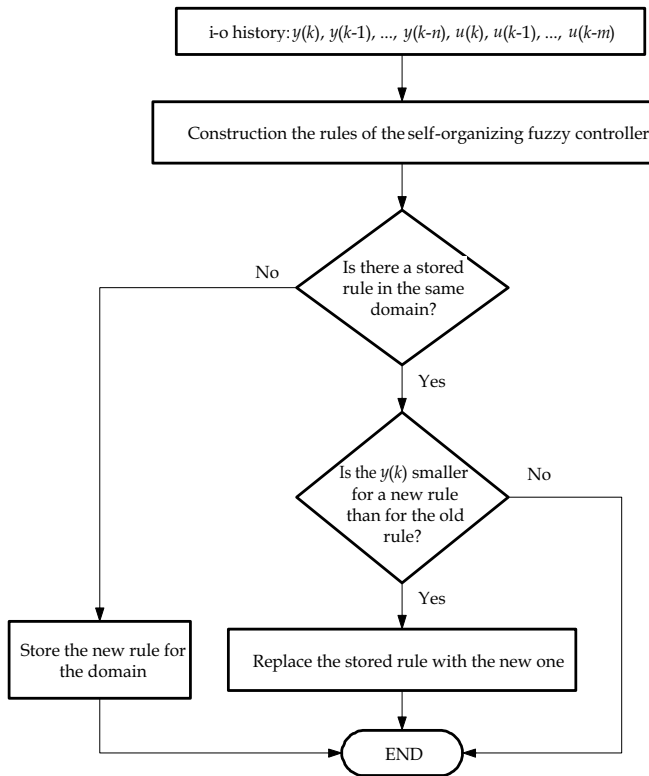 i-o history: y(k), y(k-1), ..., y(k-n), u(k), u(k-1), ..., u(k-m)
Construction the rules of the self-organizing fuzzy controller
Is there a stored
rule in the same
domain?
No
Yes
Is the y(k) smaller
for a new rule
than for the old
rule?
No
Yes
Store the new rule for
the domain
Replace the stored rule with the new one
END